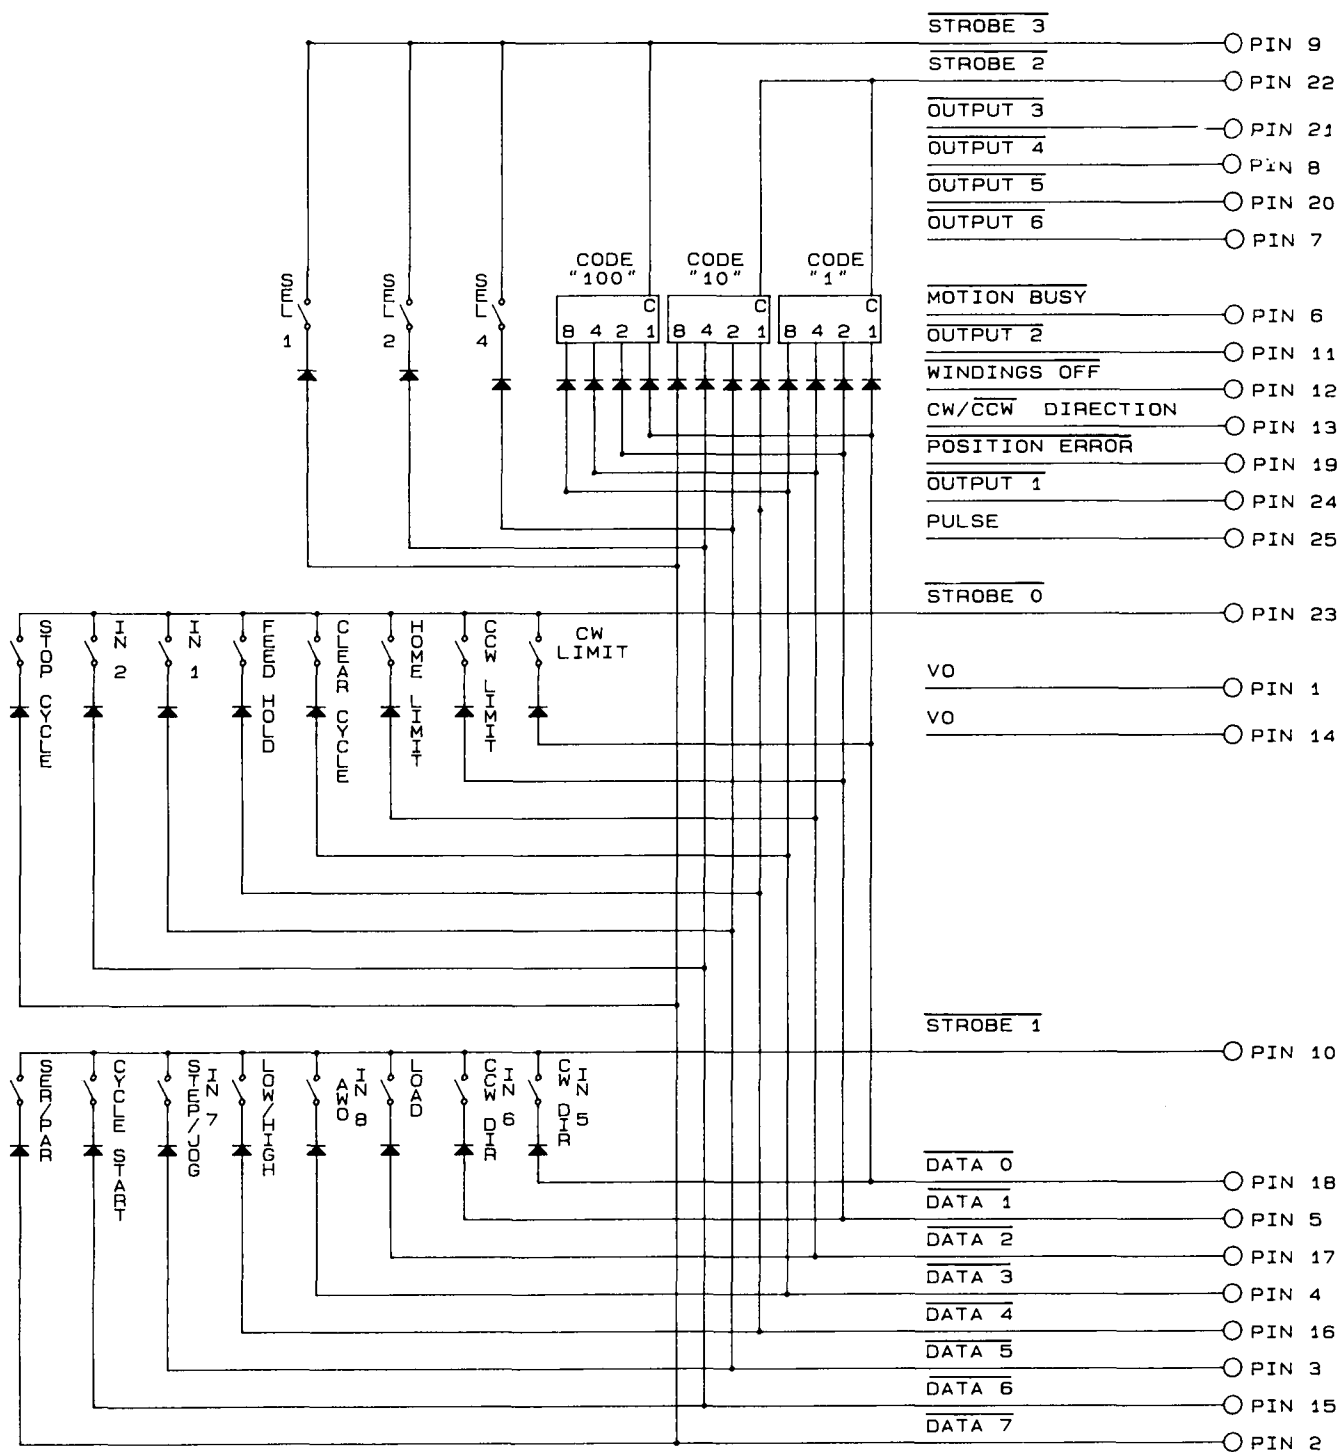 STROBE 3
PIN 9
STROBE 2
PIN 22
OUTPUT 3
PIN 21
OUTPUT 4
PIN 8
OUTPUT 5
PIN 20
OUTPUT 6
PIN 7
CODE "100"
CODE "10"
CODE "1"
SEL 1
SEL 2
SEL 4
C
8 4 2 1
C
8 4 2 1
C
8 4 2 1
MOTION BUSY
PIN 6
OUTPUT 2
PIN 11
WINDINGS OFF
PIN 12
CW/CCW DIRECTION
PIN 13
POSITION ERROR
PIN 19
OUTPUT 1
PIN 24
PULSE
PIN 25
STROBE 0
PIN 23
STOP CYCLE
IN 2
IN 1
FEED HOLD
CLEAR CYCLE
HOME LIMIT
CCW LIMIT
CW LIMIT
VO
PIN 1
VO
PIN 14
STROBE 1
PIN 10
SER/PAR
CYCLE START
IN 7
STEP/JOG
LOW/HIGH
IN 8
AWO
LOAD
IN 6
CCW DIR
IN 5
CW DIR
DATA 0
PIN 18
DATA 1
PIN 5
DATA 2
PIN 17
DATA 3
PIN 4
DATA 4
PIN 16
DATA 5
PIN 3
DATA 6
PIN 15
DATA 7
PIN 2